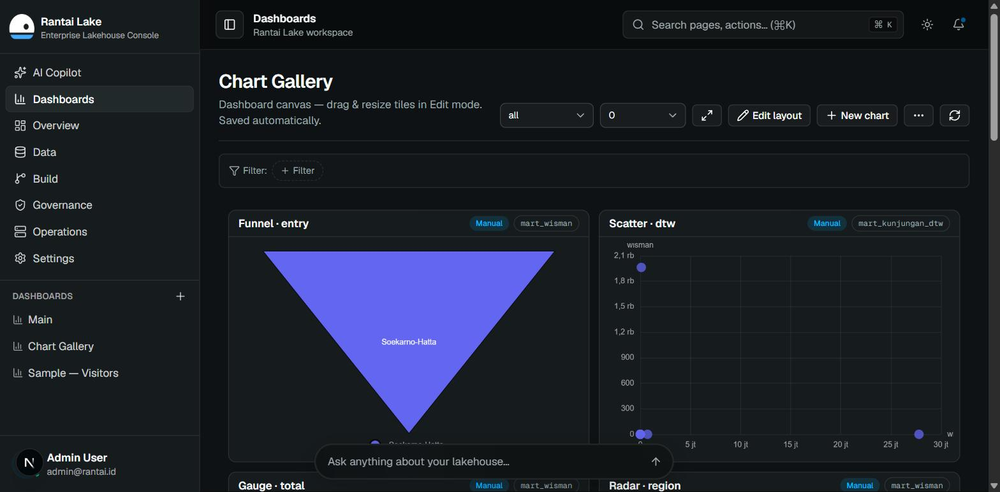 Rantai Lake
Enterprise Lakehouse Console
AI Copilot
Dashboards
Overview
Data
Build
Governance
Operations
Settings
DASHBOARDS
Main
Chart Gallery
Sample — Visitors
N
Admin User
admin@rantai.id
Dashboards
Rantai Lake workspace
Search pages, actions... (⌘K)
⌘ K
Chart Gallery
Dashboard canvas — drag & resize tiles in Edit mode.
Saved automatically.
all
0
Edit layout
New chart
Filter:
+ Filter
Funnel · entry
Manual
mart_wisman
Soekarno-Hatta
Soekarno-Hatta
Scatter · dtw
Manual
mart_kunjungan_dtw
wisman
2,1 rb
1,8 rb
1,5 rb
1,2 rb
900
600
300
0
w
0
5 jt
10 jt
15 jt
20 jt
25 jt
30 jt
Ask anything about your lakehouse...
Gauge · total
Manual
mart_wisman
Radar · region
Manual
mart_wisman